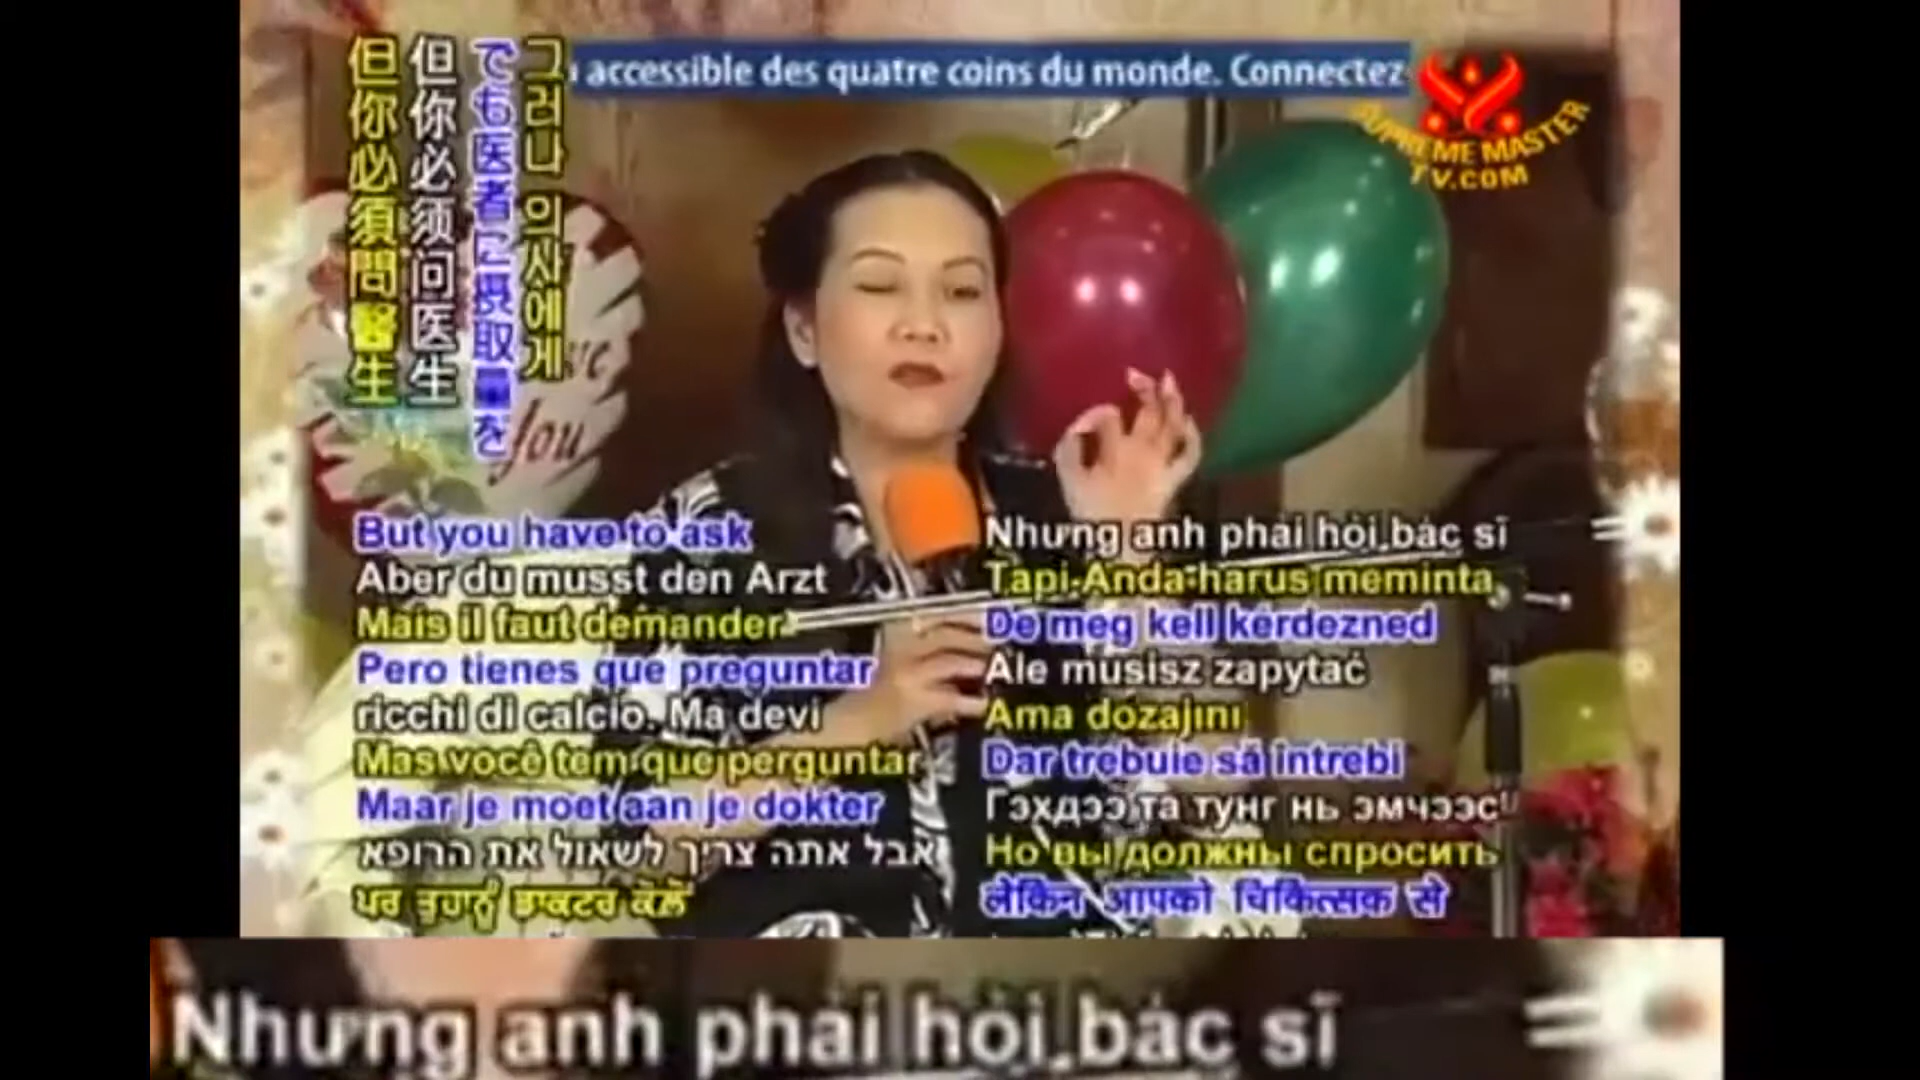 accessible des quatre coins du monde. Connectez
SUPREME MASTER
TV.COM
但你必須問醫生
但你必须问医生
でも医者に摂取量を
그러나 의사에게
You
But you have to ask
Aber du musst den Arzt
Mais il faut demander
Pero tienes que preguntar
ricchi di calcio. Ma devi
Mas você tem que perguntar
Maar je moet aan je dokter
אבל אתה צריך לשאול את הרופא
ਪਰ ਤੁਹਾਨੂੰ ਡਾਕਟਰ ਕੋਲੋਂ
Nhưng anh phải hỏi bác sĩ
Tapi Anda harus meminta
De meg kell kérdezned
Ale musisz zapytać
Ama dozajını
Dar trebuie să întrebi
Гэхдээ та тунг нь эмчээс
Но вы должны спросить
लेकिन आपको चिकित्सक से
Nhưng anh phải hỏi bác sĩ